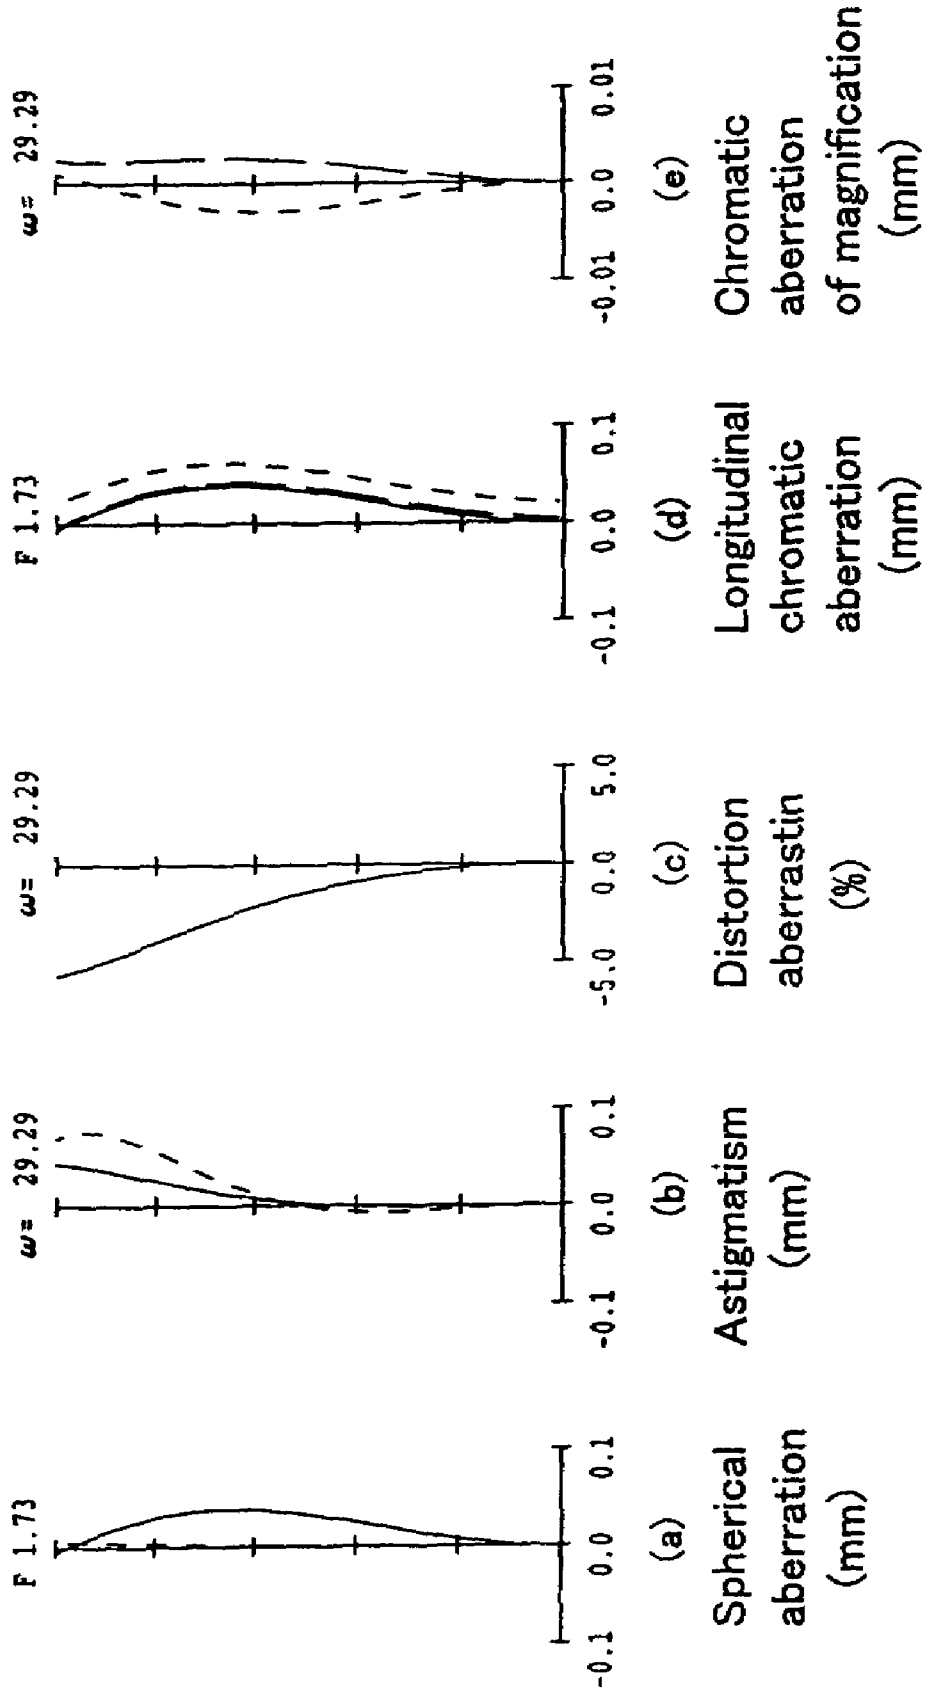 F 1.73
-0.1 0.0 0.1
(a)
Spherical
aberration
(mm)
ω= 29.29
-0.1 0.0 0.1
(b)
Astigmatism
(mm)
ω= 29.29
-5.0 0.0 5.0
(c)
Distortion
aberrastin
(%)
F 1.73
-0.1 0.0 0.1
(d)
Longitudinal
chromatic
aberration
(mm)
ω= 29.29
-0.01 0.0 0.01
(e)
Chromatic
aberration
of magnification
(mm)